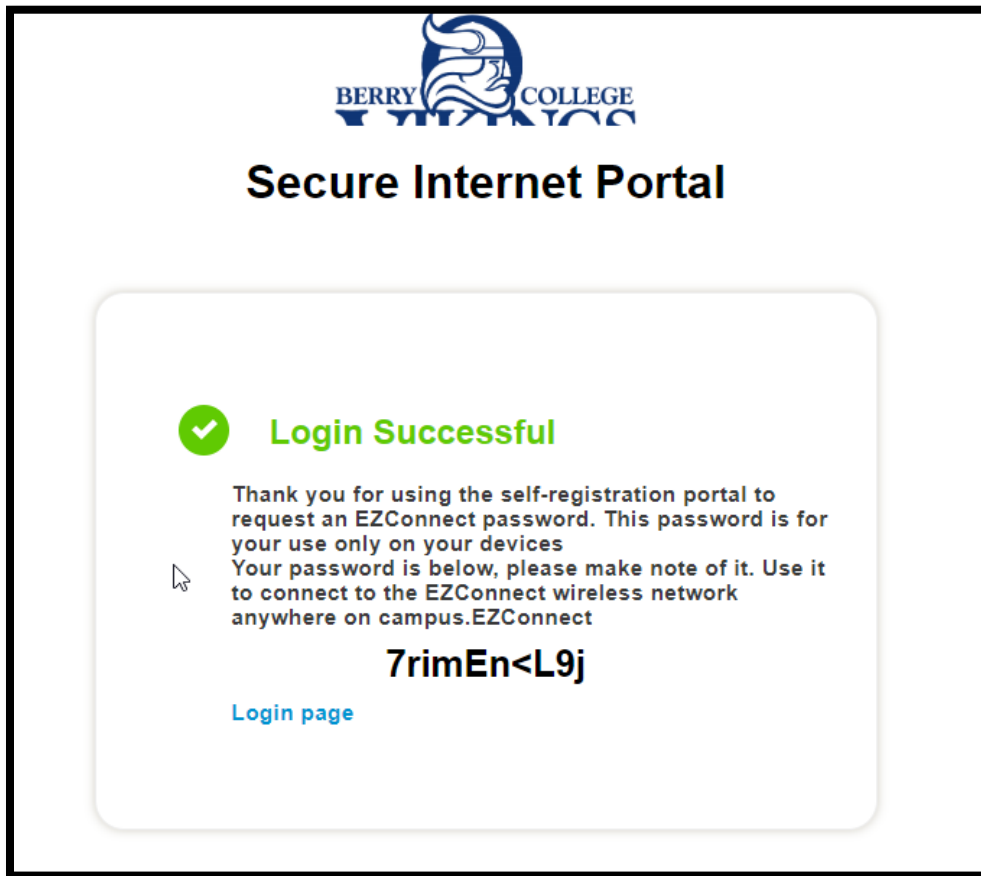 BERRY COLLEGE
VIKINGS
Secure Internet Portal
Login Successful
Thank you for using the self-registration portal to
request an EZConnect password. This password is for
your use only on your devices
Your password is below, please make note of it. Use it
to connect to the EZConnect wireless network
anywhere on campus.EZConnect
7rimEn<L9j
Login page